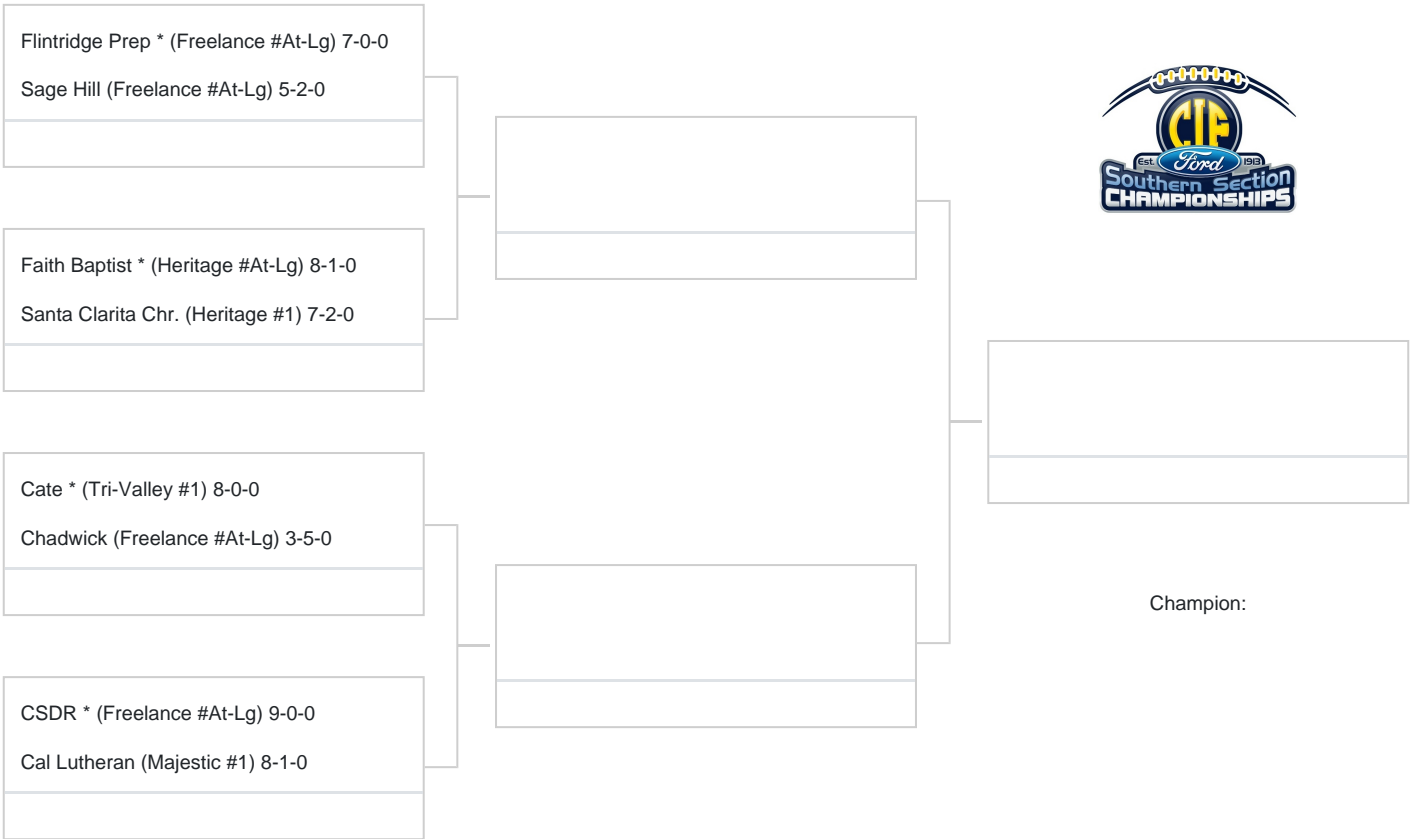 Flintridge Prep * (Freelance #At-Lg) 7-0-0
Sage Hill (Freelance #At-Lg) 5-2-0
Faith Baptist * (Heritage #At-Lg) 8-1-0
Santa Clarita Chr. (Heritage #1) 7-2-0
Cate * (Tri-Valley #1) 8-0-0
Chadwick (Freelance #At-Lg) 3-5-0
CSDR * (Freelance #At-Lg) 9-0-0
Cal Lutheran (Majestic #1) 8-1-0
CIF
Est. Ford 1913
Southern Section
CHAMPIONSHIPS
Champion: